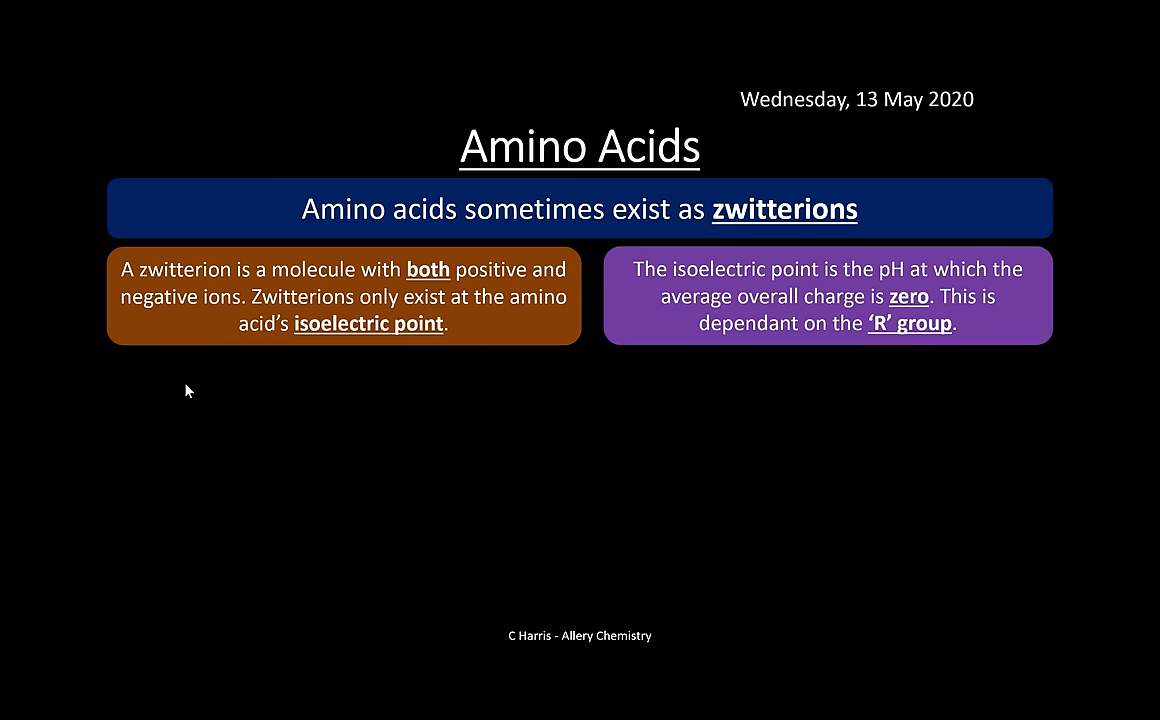 Wednesday, 13 May 2020
Amino Acids
Amino acids sometimes exist as zwitterions
A zwitterion is a molecule with both positive and
negative ions. Zwitterions only exist at the amino
acid’s isoelectric point.
The isoelectric point is the pH at which the
average overall charge is zero. This is
dependant on the ‘R’ group.
C Harris - Allery Chemistry